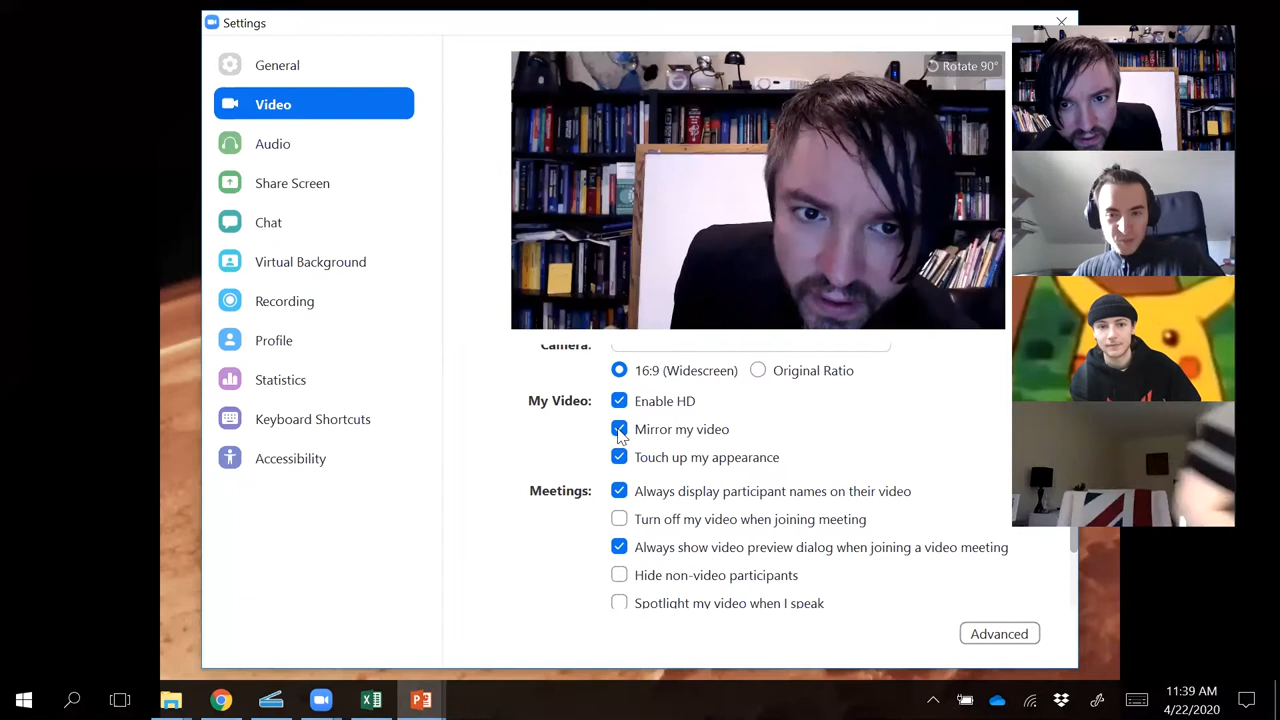 Settings
General
Video
Audio
Share Screen
Chat
Virtual Background
Recording
Profile
Statistics
Keyboard Shortcuts
Accessibility
Rotate 90°
Camera:
16:9 (Widescreen) Original Ratio
My Video: Enable HD
Mirror my video
Touch up my appearance
Meetings: Always display participant names on their video
Turn off my video when joining meeting
Always show video preview dialog when joining a video meeting
Hide non-video participants
Spotlight my video when I speak
Advanced
11:39 AM
4/22/2020